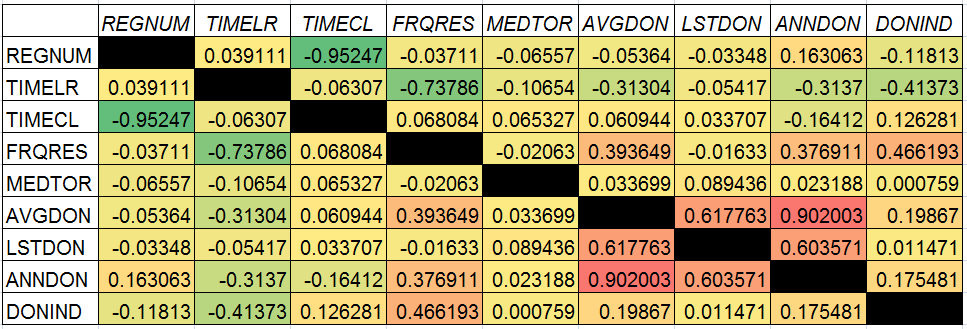 REGNUM TIMELR TIMECL FRQRES MEDTOR AVGDON LSTDON ANNDON DONIND
REGNUM 0.039111 -0.95247 -0.03711 -0.06557 -0.05364 -0.03348 0.163063 -0.11813
TIMELR 0.039111 -0.06307 -0.73786 -0.10654 -0.31304 -0.05417 -0.3137 -0.41373
TIMECL -0.95247 -0.06307 0.068084 0.065327 0.060944 0.033707 -0.16412 0.126281
FRQRES -0.03711 -0.73786 0.068084 -0.02063 0.393649 -0.01633 0.376911 0.466193
MEDTOR -0.06557 -0.10654 0.065327 -0.02063 0.033699 0.089436 0.023188 0.000759
AVGDON -0.05364 -0.31304 0.060944 0.393649 0.033699 0.617763 0.902003 0.19867
LSTDON -0.03348 -0.05417 0.033707 -0.01633 0.089436 0.617763 0.603571 0.011471
ANNDON 0.163063 -0.3137 -0.16412 0.376911 0.023188 0.902003 0.603571 0.175481
DONIND -0.11813 -0.41373 0.126281 0.466193 0.000759 0.19867 0.011471 0.175481